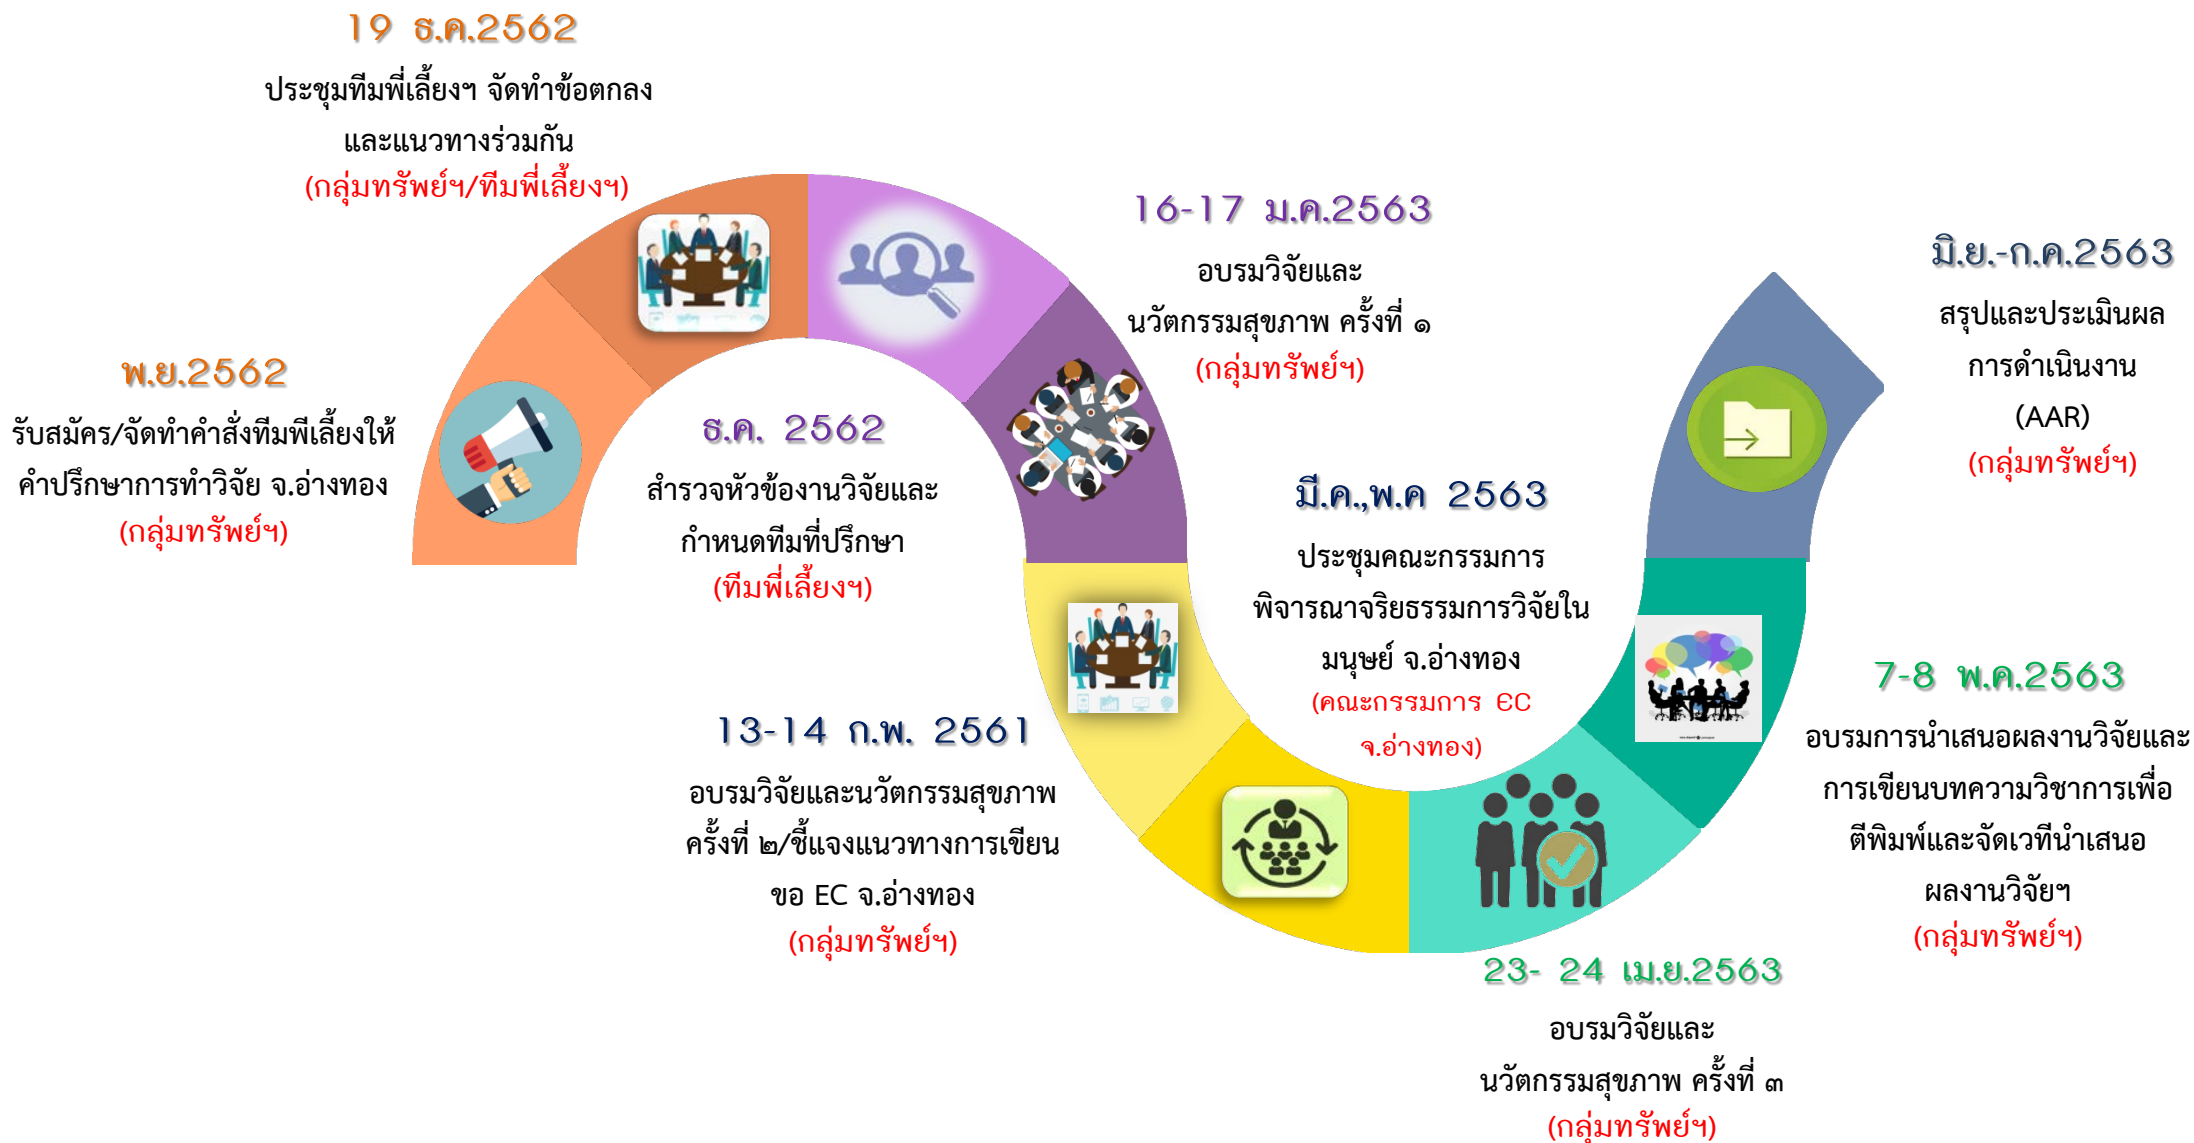 พ.ย.2562
รับสมัคร/จัดทำคำสั่งทีมพีเลี้ยงให้
คำปรึกษาการทำวิจัย จ.อ่างทอง
(กลุ่มทรัพย์ฯ)
19 ธ.ค.2562
ประชุมทีมพี่เลี้ยงฯ จัดทำข้อตกลง
และแนวทางร่วมกัน
(กลุ่มทรัพย์ฯ/ทีมพี่เลี้ยงฯ)
ธ.ค. 2562
สำรวจหัวข้องานวิจัยและ
กำหนดทีมที่ปรึกษา
(ทีมพี่เลี้ยงฯ)
16-17 ม.ค.2563
อบรมวิจัยและ
นวัตกรรมสุขภาพ ครั้งที่ ๑
(กลุ่มทรัพย์ฯ)
13-14 ก.พ. 2561
อบรมวิจัยและนวัตกรรมสุขภาพ
ครั้งที่ ๒/ชี้แจงแนวทางการเขียน
ขอ EC จ.อ่างทอง
(กลุ่มทรัพย์ฯ)
มี.ค.,พ.ค 2563
ประชุมคณะกรรมการ
พิจารณาจริยธรรมการวิจัยใน
มนุษย์ จ.อ่างทอง
(คณะกรรมการ EC
จ.อ่างทอง)
23- 24 เม.ย.2563
อบรมวิจัยและ
นวัตกรรมสุขภาพ ครั้งที่ ๓
(กลุ่มทรัพย์ฯ)
7-8 พ.ค.2563
อบรมการนำเสนอผลงานวิจัยและ
การเขียนบทความวิชาการเพื่อ
ตีพิมพ์และจัดเวทีนำเสนอ
ผลงานวิจัยฯ
(กลุ่มทรัพย์ฯ)
มิ.ย.-ก.ค.2563
สรุปและประเมินผล
การดำเนินงาน
(AAR)
(กลุ่มทรัพย์ฯ)